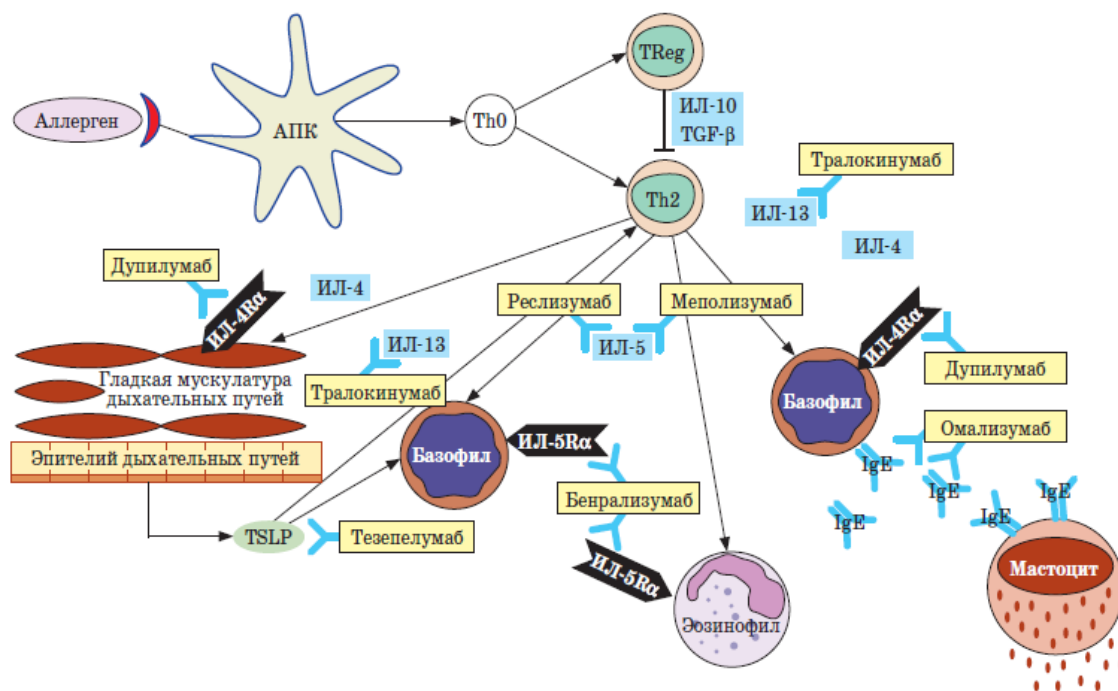 TReg
Аллерген
АПК
Th0
ИЛ-10
TGF-β
Тралокинумаб
Th2
ИЛ-13
ИЛ-4
Дупилумаб
ИЛ-4
ИЛ-4Rα
Реслизумаб
Меполизумаб
ИЛ-5
ИЛ-13
Тралокинумаб
Гладкая мускулатура
дыхательных путей
Эпителий дыхательных путей
ИЛ-4Rα
Дупилумаб
Базофил
Омализумаб
Базофил
ИЛ-5Rα
IgE
IgE
IgE
IgE
IgE
Бенрализумаб
TSLP
Тезепелумаб
ИЛ-5Rα
Эозинофил
Мастоцит